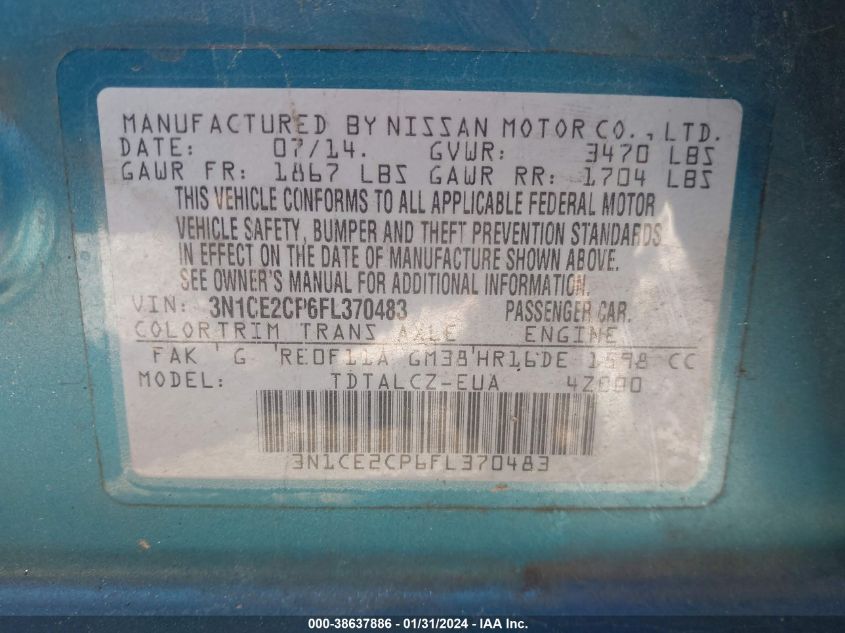 MANUFACTURED BY NISSAN MOTOR CO., LTD.
DATE: 07/14. GVWR: 3470 LBS
GAWR FR: 1867 LBS GAWR RR: 1704 LBS
THIS VEHICLE CONFORMS TO ALL APPLICABLE FEDERAL MOTOR
VEHICLE SAFETY, BUMPER AND THEFT PREVENTION STANDARDS
IN EFFECT ON THE DATE OF MANUFACTURE SHOWN ABOVE.
SEE OWNER'S MANUAL FOR ADDITIONAL INFORMATION.
VIN: 3N1CE2CP6FL370483 PASSENGER CAR.
COLOR TRIM TRANS AXLE ENGINE
FAK G RE0F11A GM38 HR16DE 1598 CC
MODEL: TDTALCZ-EUA 4Z000
3N1CE2CP6FL370483
000-38637886 - 01/31/2024 - IAAI.com